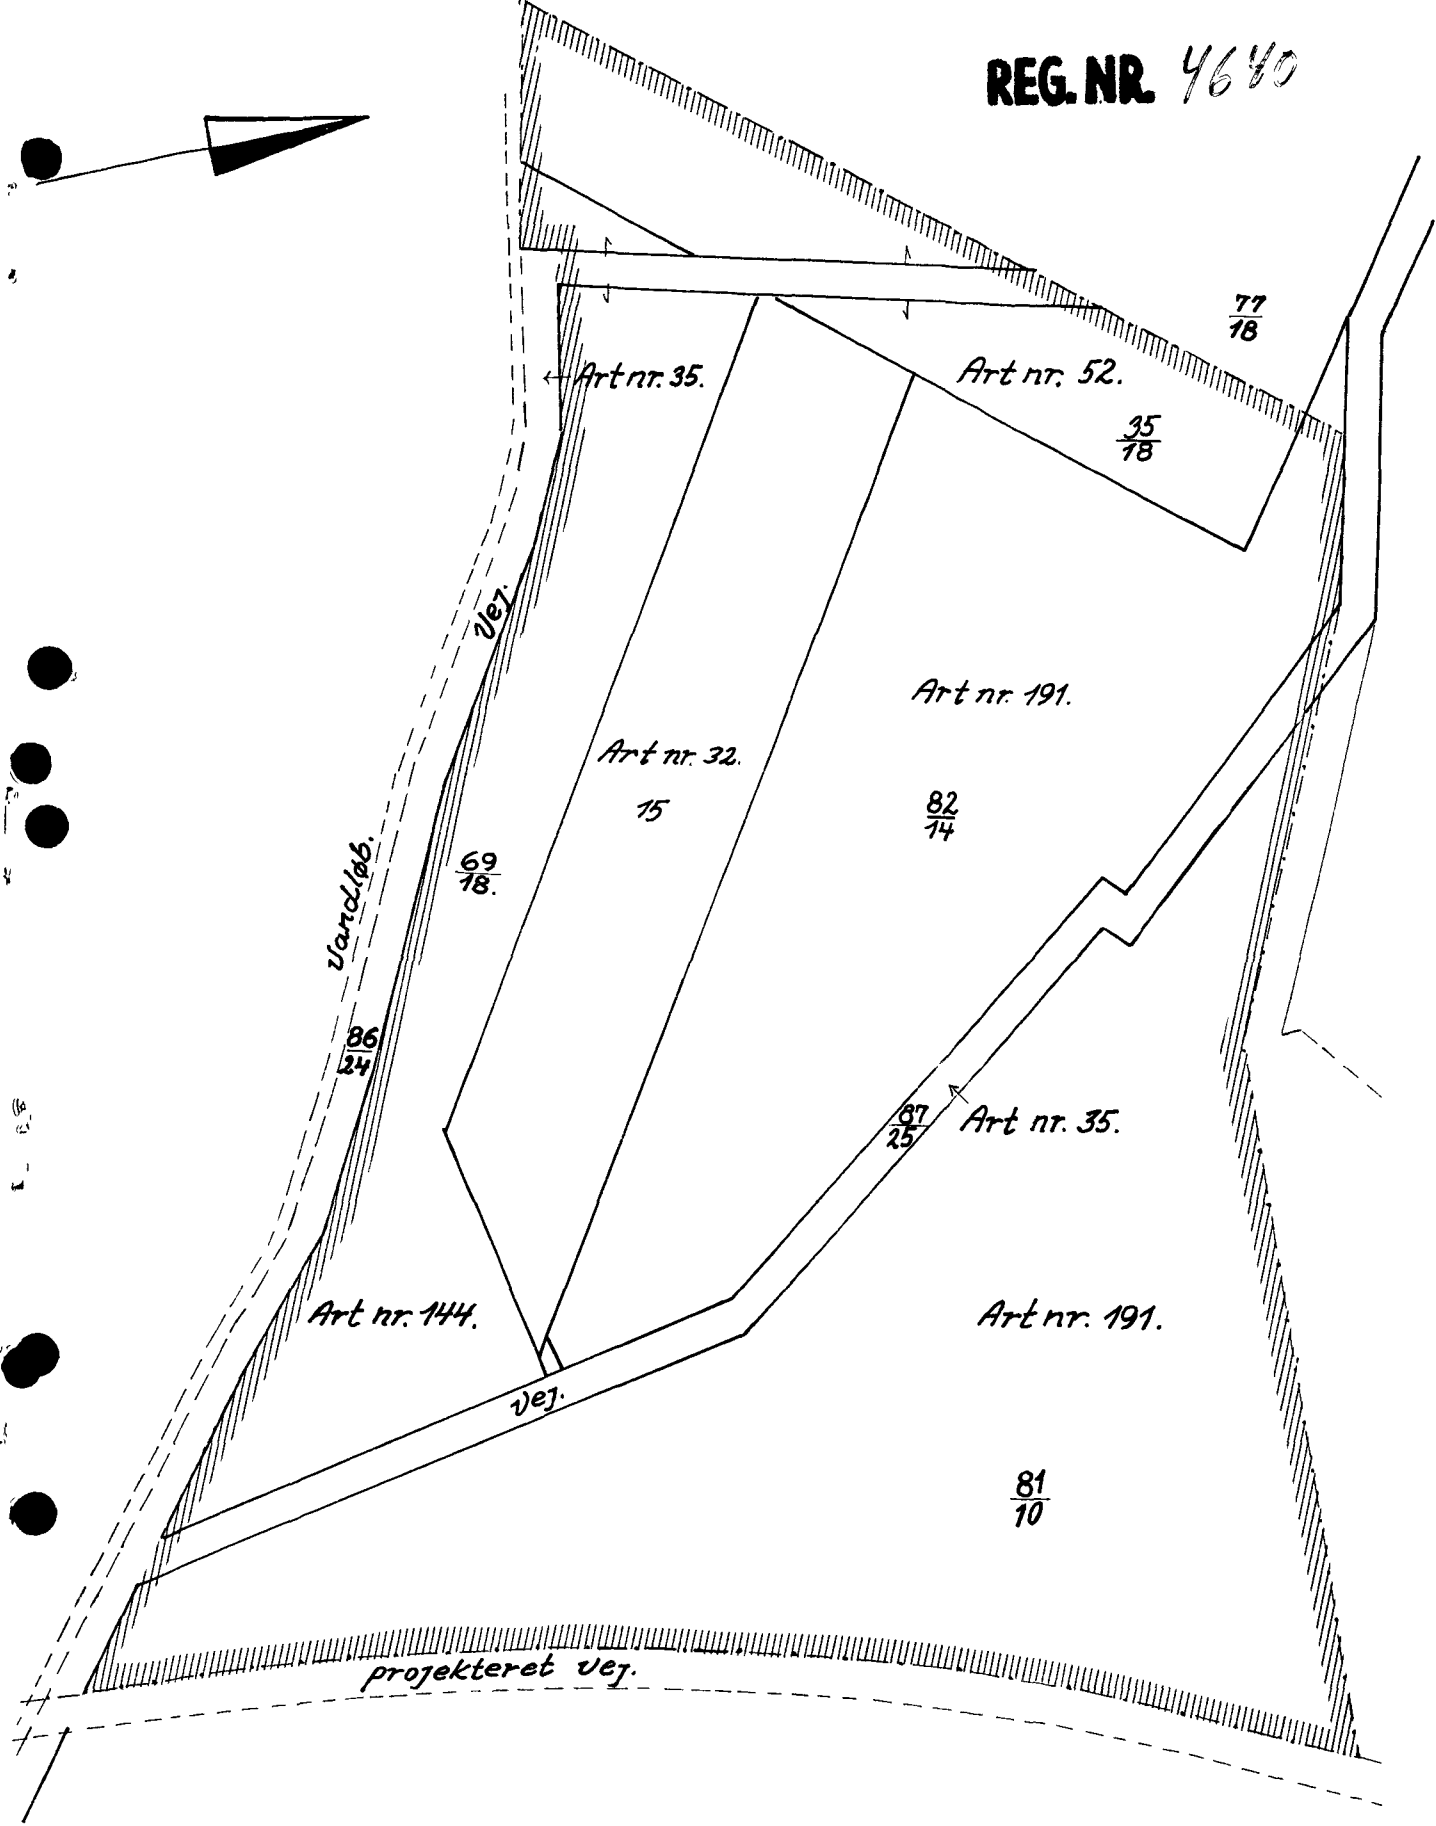 REG. NR. 4640
77
18
Art nr. 35.
Art nr. 52.
35
18
Vej.
Art nr. 191.
Art nr. 32.
15
82
14
69
18.
Vandløb.
86
24
87
25
Art nr. 35.
Art nr. 144.
Art nr. 191.
vej.
81
10
projekteret vej.